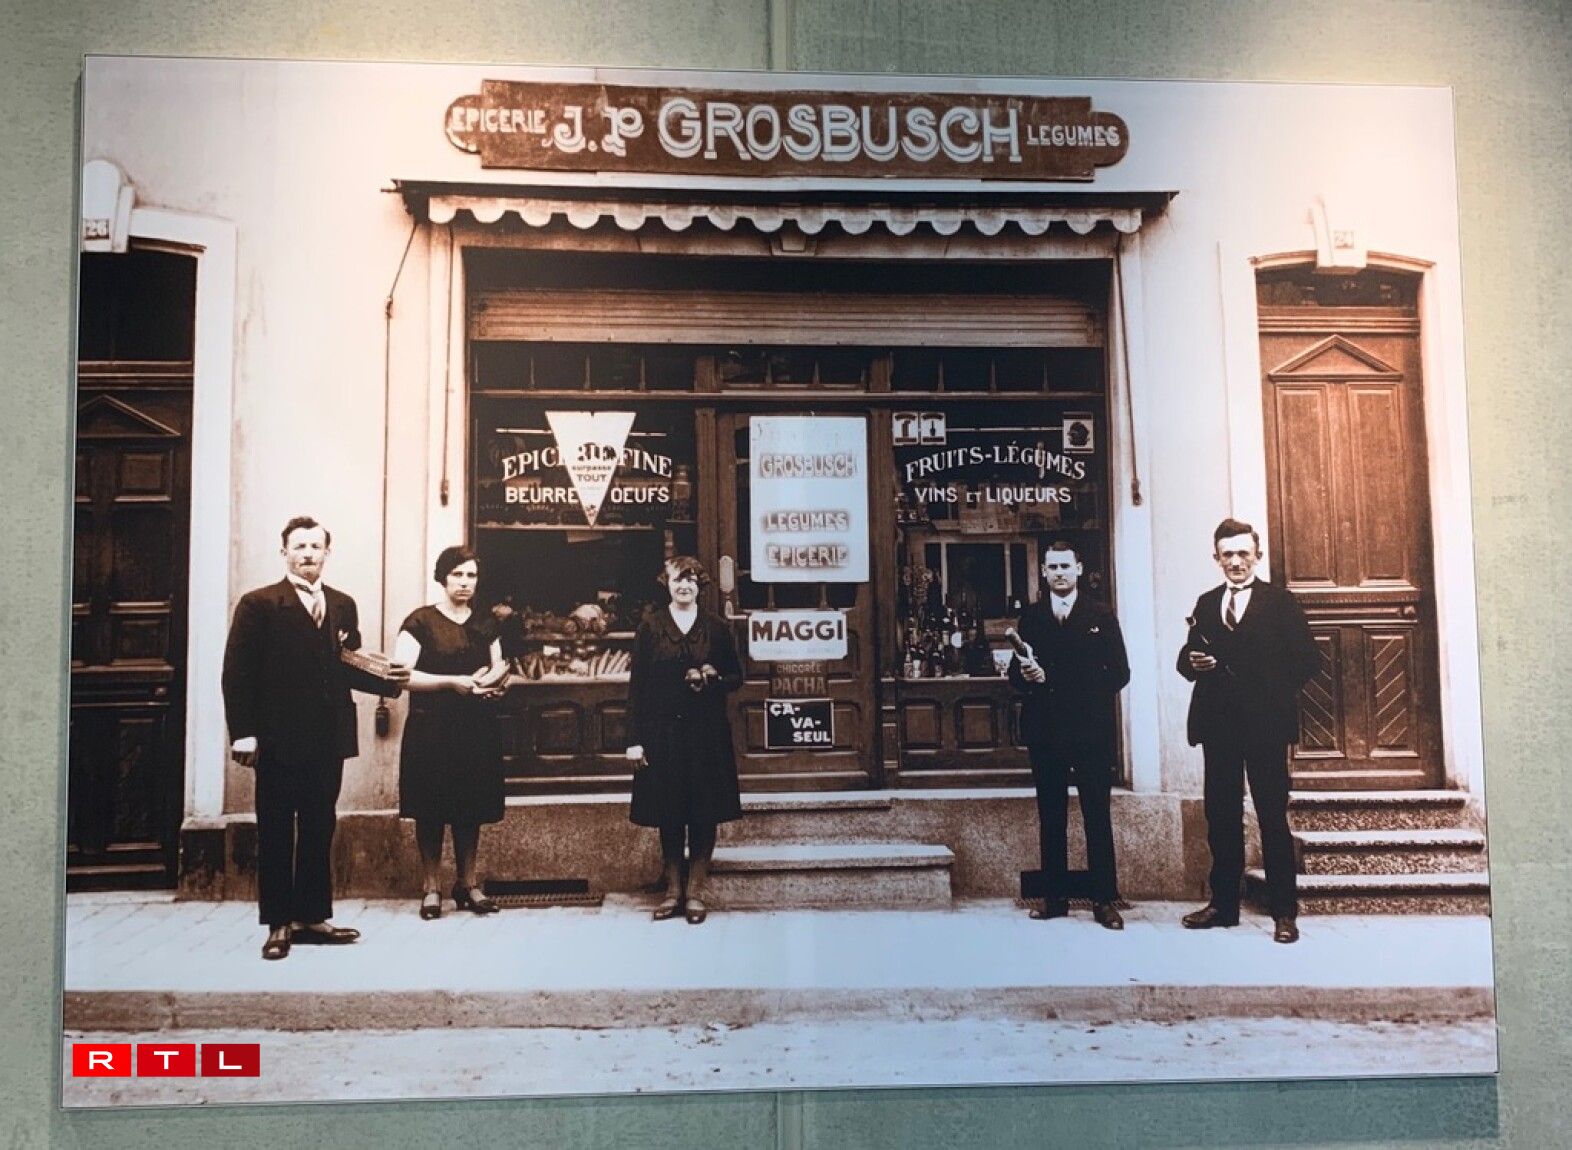 EPICERIE J.P GROSBUSCH LEGUMES
126
EPICERIE FINE
surpasse
TOUT
BEURRE OEUFS
GROSBUSCH
LEGUMES
EPICERIE
FRUITS-LÉGUMES
VINS ET LIQUEURS
MAGGI
CHICORÉE
PACHA
ÇA-
VA-
SEUL
RTL